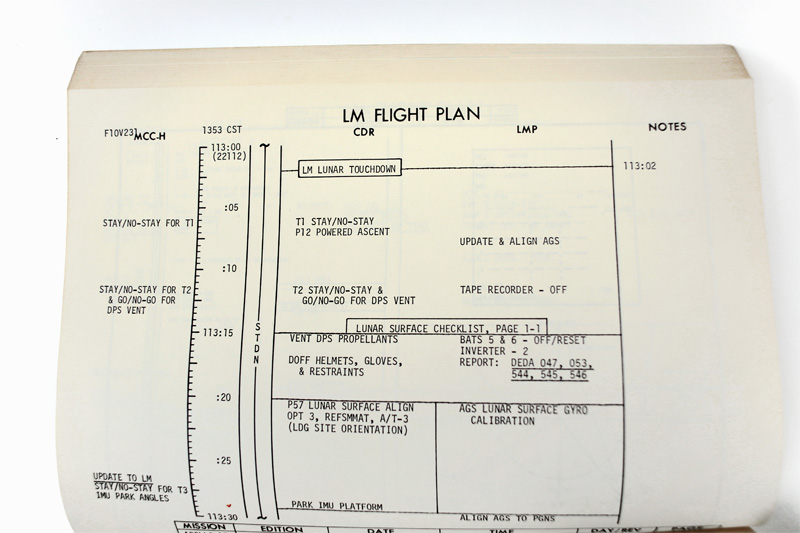 LM FLIGHT PLAN
F10V231 MCC-H 1353 CST CDR LMP NOTES
113:00
(22112)
LM LUNAR TOUCHDOWN 113:02
:05
STAY/NO-STAY FOR T1 T1 STAY/NO-STAY
P12 POWERED ASCENT
UPDATE & ALIGN AGS
:10
STAY/NO-STAY FOR T2 T2 STAY/NO-STAY & TAPE RECORDER - OFF
& GO/NO-GO FOR GO/NO-GO FOR DPS VENT
DPS VENT
LUNAR SURFACE CHECKLIST, PAGE 1-1
113:15 VENT DPS PROPELLANTS BATS 5 & 6 - OFF/RESET
STDN
INVERTER - 2
DOFF HELMETS, GLOVES, REPORT: DEDA 047, 053,
& RESTRAINTS 544, 545, 546
:20
P57 LUNAR SURFACE ALIGN AGS LUNAR SURFACE GYRO
OPT 3, REFSMMAT, A/T-3 CALIBRATION
(LDG SITE ORIENTATION)
:25
UPDATE TO LM
STAY/NO-STAY FOR T3
IMU PARK ANGLES
PARK IMU PLATFORM
113:30 ALIGN AGS TO PGNS
MISSION EDITION DATE TIME DAY/REV PAGE